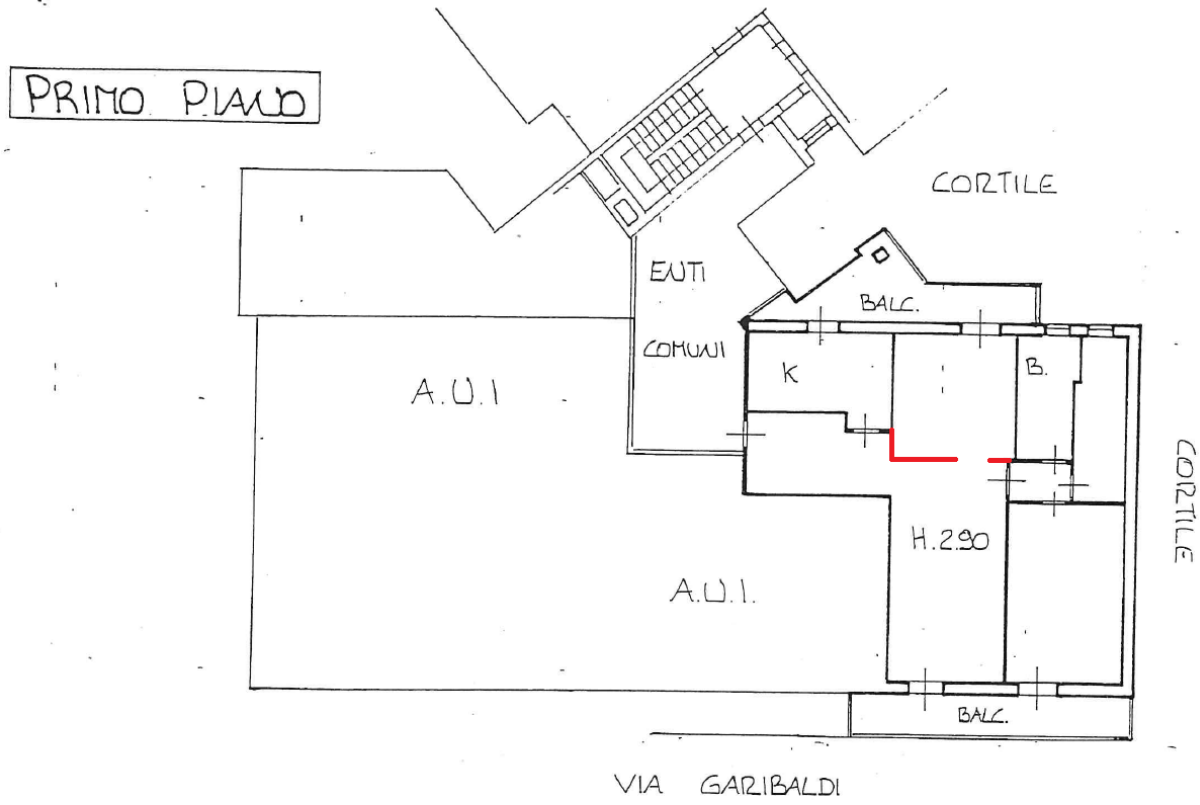 PRIMO PIANO
CORTILE
ENTI
BALC.
COMUNI
K
B.
A.U.I
CORTILE
H.2.90
A.U.I.
BALC.
VIA GARIBALDI